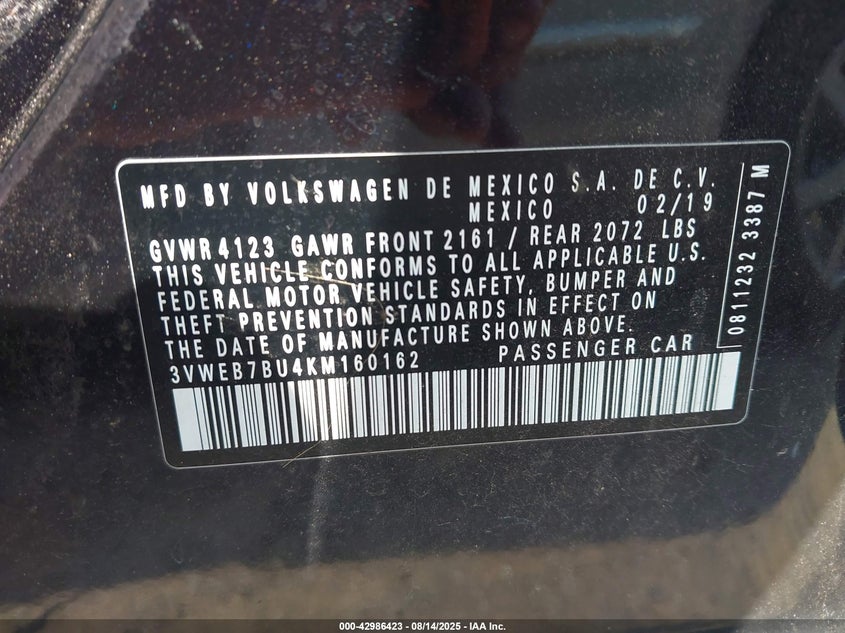 MFD BY VOLKSWAGEN DE MEXICO S.A. DE C.V.
MEXICO 02/19
GVWR 4123 GAWR FRONT 2161 / REAR 2072 LBS
THIS VEHICLE CONFORMS TO ALL APPLICABLE U.S.
FEDERAL MOTOR VEHICLE SAFETY, BUMPER AND
THEFT PREVENTION STANDARDS IN EFFECT ON
THE DATE OF MANUFACTURE SHOWN ABOVE.
3VWEB7BU4KM160162 PASSENGER CAR
0811232 3387 M
000-42986423 - 08/14/2025 - IAA Inc.